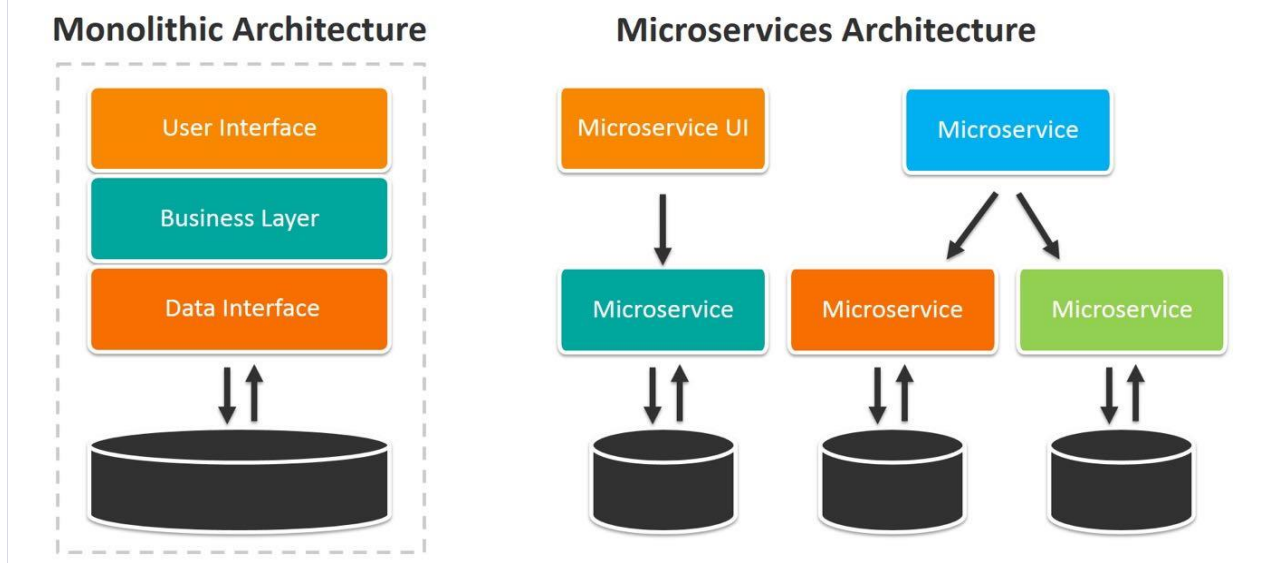 Monolithic Architecture
User Interface
Business Layer
Data Interface
Microservices Architecture
Microservice UI
Microservice
Microservice
Microservice
Microservice